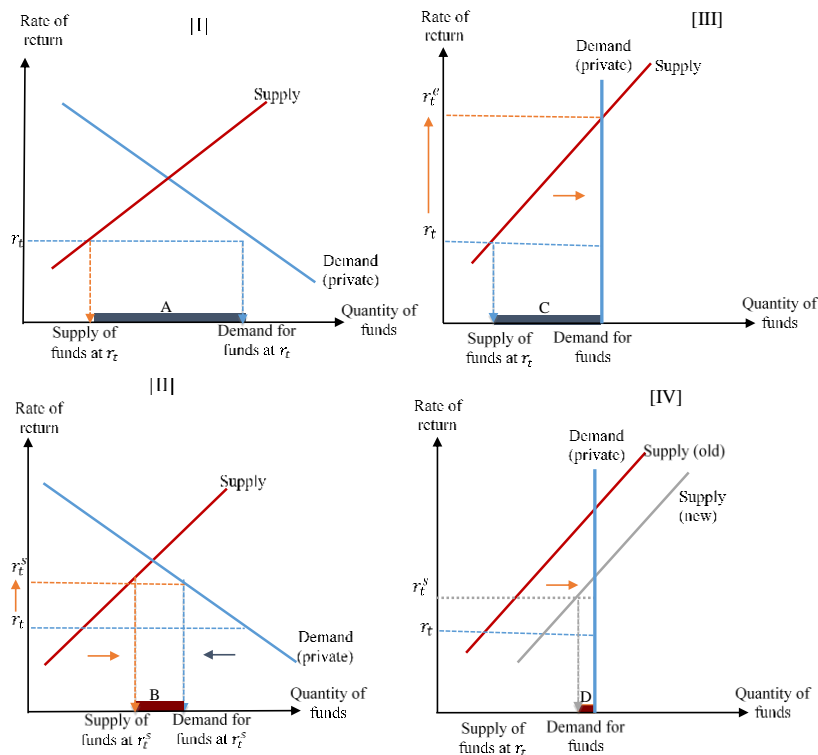 [I]
Rate of
return
Supply
r_t
Demand
(private)
A
Quantity of
funds
Supply of
funds at r_t
Demand for
funds at r_t
[III]
Rate of
return
Demand
(private)
Supply
r_t^e
r_t
C
Quantity of
funds
Supply of
funds at r_t
Demand for
funds
[II]
Rate of
return
Supply
r_t^s
r_t
Demand
(private)
B
Quantity of
funds
Supply of
funds at r_t^s
Demand for
funds at r_t^s
[IV]
Rate of
return
Demand
(private)
Supply (old)
Supply
(new)
r_t^s
r_t
D
Quantity of
funds
Supply of
funds at r_t
Demand for
funds